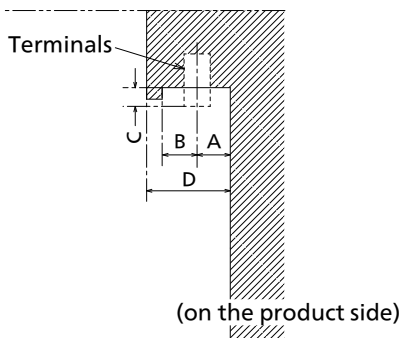 Terminals
C
B
A
D
(on the product side)